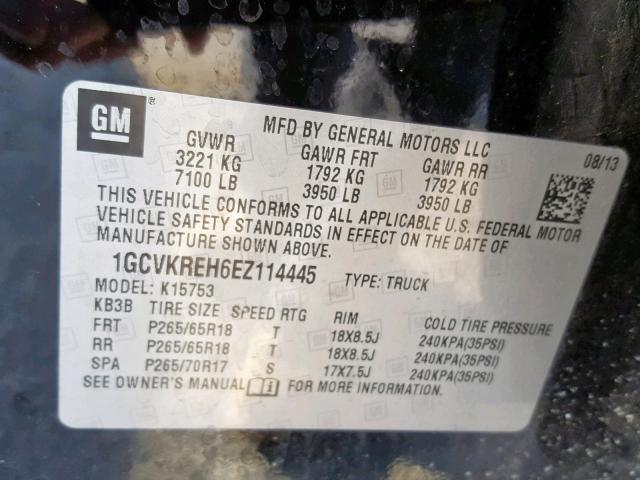 GM
MFD BY GENERAL MOTORS LLC
08/13
GVWR GAWR FRT GAWR RR
3221 KG 1792 KG 1792 KG
7100 LB 3950 LB 3950 LB
THIS VEHICLE CONFORMS TO ALL APPLICABLE U.S. FEDERAL MOTOR
VEHICLE SAFETY STANDARDS IN EFFECT ON THE DATE OF
MANUFACTURE SHOWN ABOVE.
1GCVKREH6EZ114445 TYPE: TRUCK
MODEL: K15753
KB3B TIRE SIZE SPEED RTG RIM COLD TIRE PRESSURE
FRT P265/65R18 T 18X8.5J 240KPA(35PSI)
RR P265/65R18 T 18X8.5J 240KPA(35PSI)
SPA P265/70R17 S 17X7.5J 240KPA(35PSI)
SEE OWNER'S MANUAL FOR MORE INFORMATION.